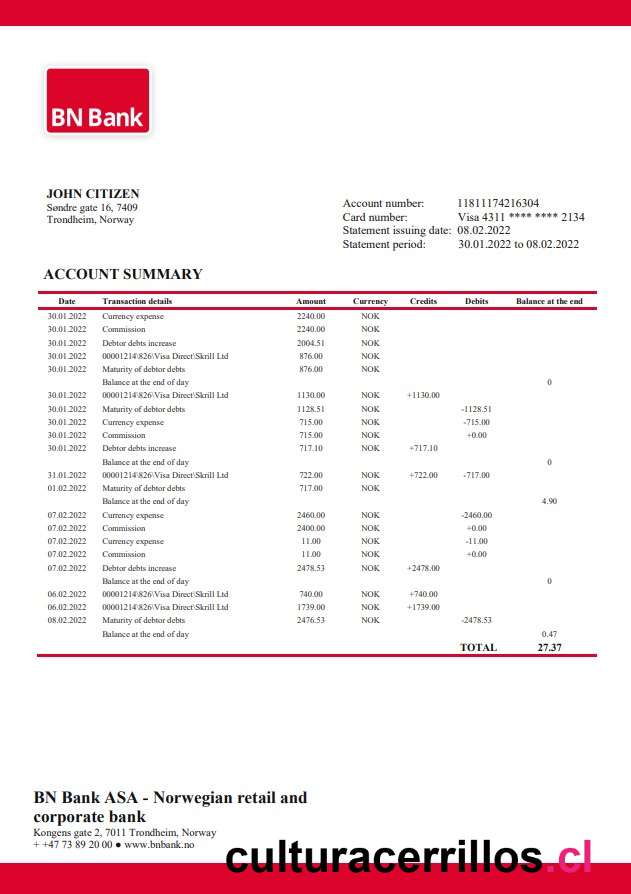 BN Bank
JOHN CITIZEN
Søndre gate 16, 7409
Trondheim, Norway
Account number: 11811174216304
Card number: Visa 4311 **** **** 2134
Statement issuing date: 08.02.2022
Statement period: 30.01.2022 to 08.02.2022
ACCOUNT SUMMARY
Date Transaction details Amount Currency Credits Debits Balance at the end
30.01.2022 Currency expense 2240.00 NOK
30.01.2022 Commission 2240.00 NOK
30.01.2022 Debtor debts increase 2004.51 NOK
30.01.2022 00001214\826\Visa Direct\Skrill Ltd 876.00 NOK
30.01.2022 Maturity of debtor debts 876.00 NOK
Balance at the end of day 0
30.01.2022 00001214\826\Visa Direct\Skrill Ltd 1130.00 NOK +1130.00
30.01.2022 Maturity of debtor debts 1128.51 NOK -1128.51
30.01.2022 Currency expense 715.00 NOK -715.00
30.01.2022 Commission 715.00 NOK +0.00
30.01.2022 Debtor debts increase 717.10 NOK +717.10
Balance at the end of day 0
31.01.2022 00001214\826\Visa Direct\Skrill Ltd 722.00 NOK +722.00 -717.00
01.02.2022 Maturity of debtor debts 717.00 NOK
Balance at the end of day 4.90
07.02.2022 Currency expense 2460.00 NOK -2460.00
07.02.2022 Commission 2400.00 NOK +0.00
07.02.2022 Currency expense 11.00 NOK -11.00
07.02.2022 Commission 11.00 NOK +0.00
07.02.2022 Debtor debts increase 2478.53 NOK +2478.00
Balance at the end of day 0
06.02.2022 00001214\826\Visa Direct\Skrill Ltd 740.00 NOK +740.00
06.02.2022 00001214\826\Visa Direct\Skrill Ltd 1739.00 NOK +1739.00
08.02.2022 Maturity of debtor debts 2476.53 NOK -2478.53
Balance at the end of day 0.47
TOTAL 27.37
BN Bank ASA - Norwegian retail and
corporate bank
Kongens gate 2, 7011 Trondheim, Norway
+ +47 73 89 20 00 ● www.bnbank.no
culturacerrillos.cl